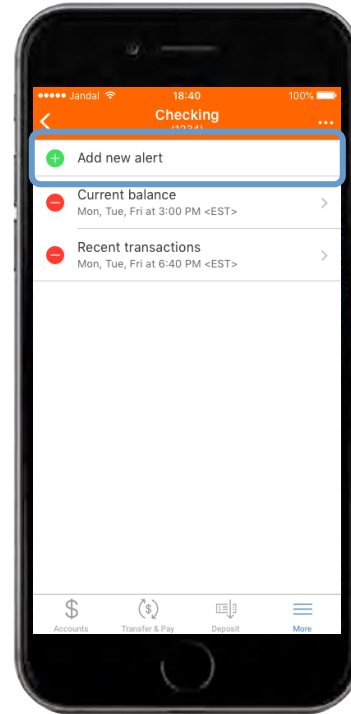 Jandal 18:40 100%
Checking
(1234)
Add new alert
Current balance
Mon, Tue, Fri at 3:00 PM <EST>
Recent transactions
Mon, Tue, Fri at 6:40 PM <EST>
$ $
Accounts Transfer & Pay Deposit More